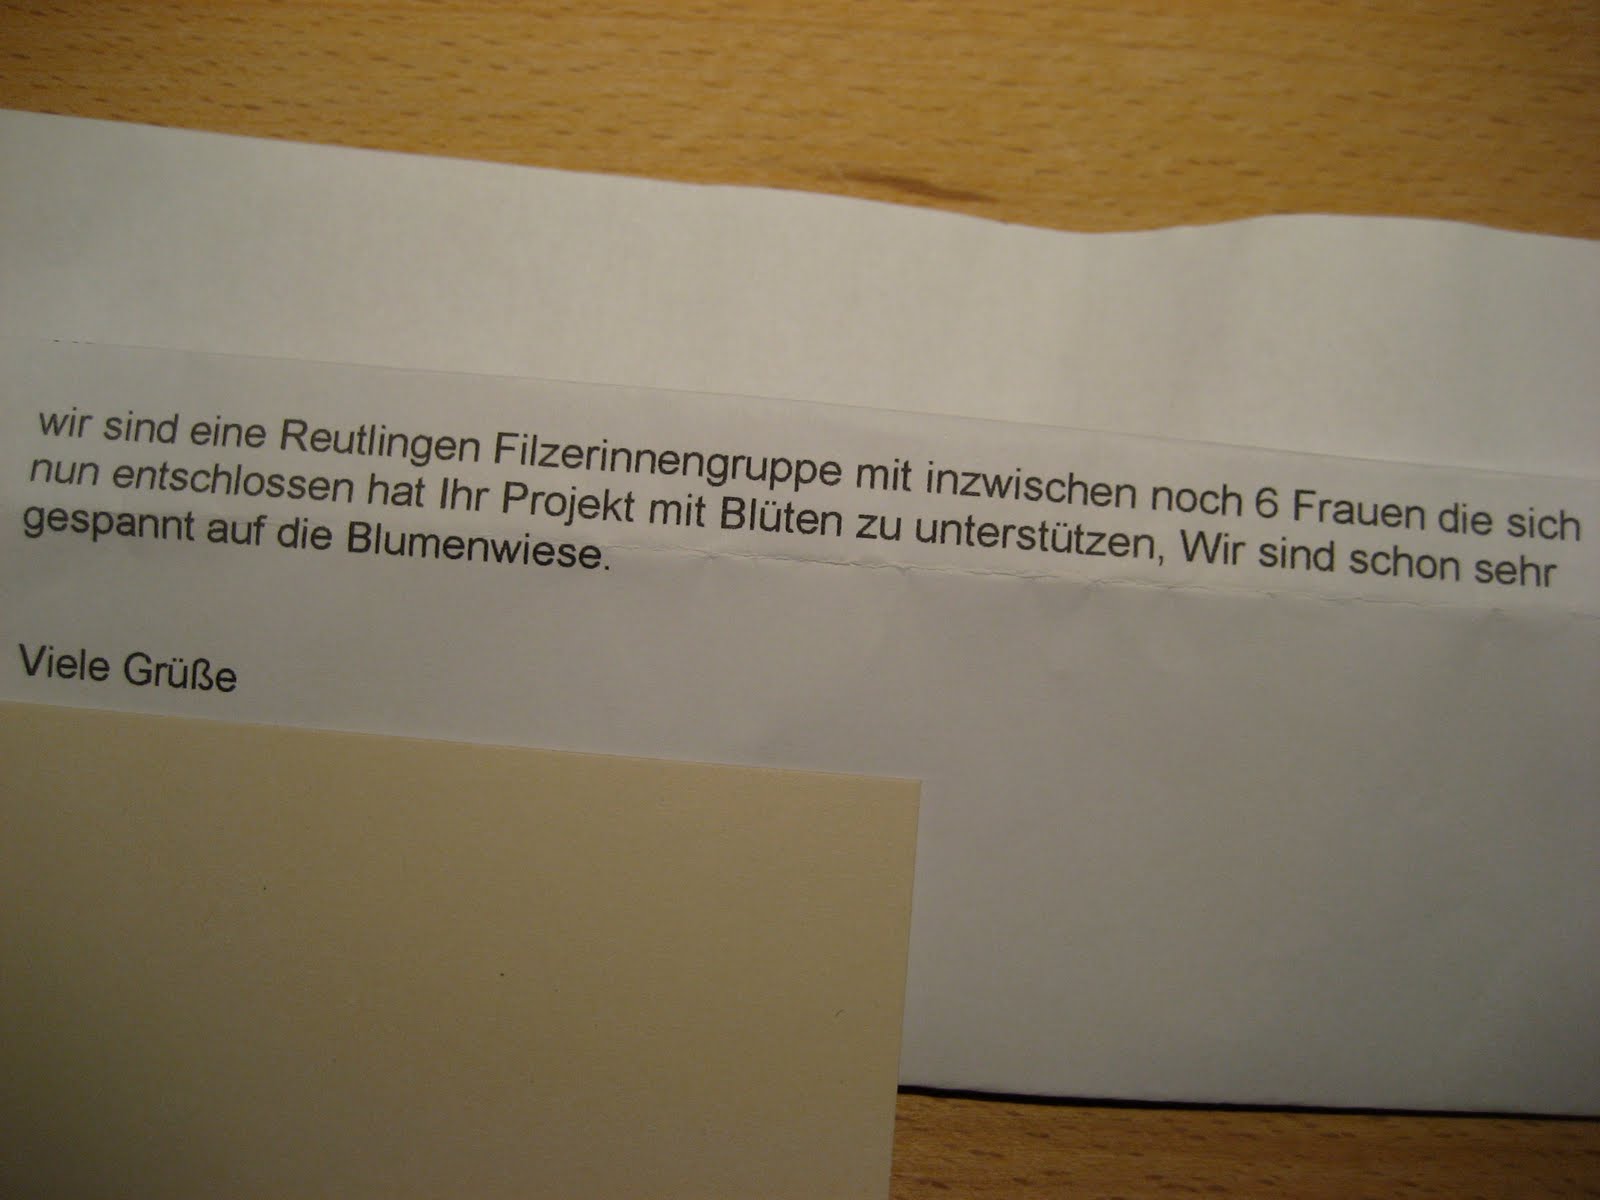 wir sind eine Reutlingen Filzerinnengruppe mit inzwischen noch 6 Frauen die sich
nun entschlossen hat Ihr Projekt mit Blüten zu unterstützen, Wir sind schon sehr
gespannt auf die Blumenwiese.
Viele Grüße